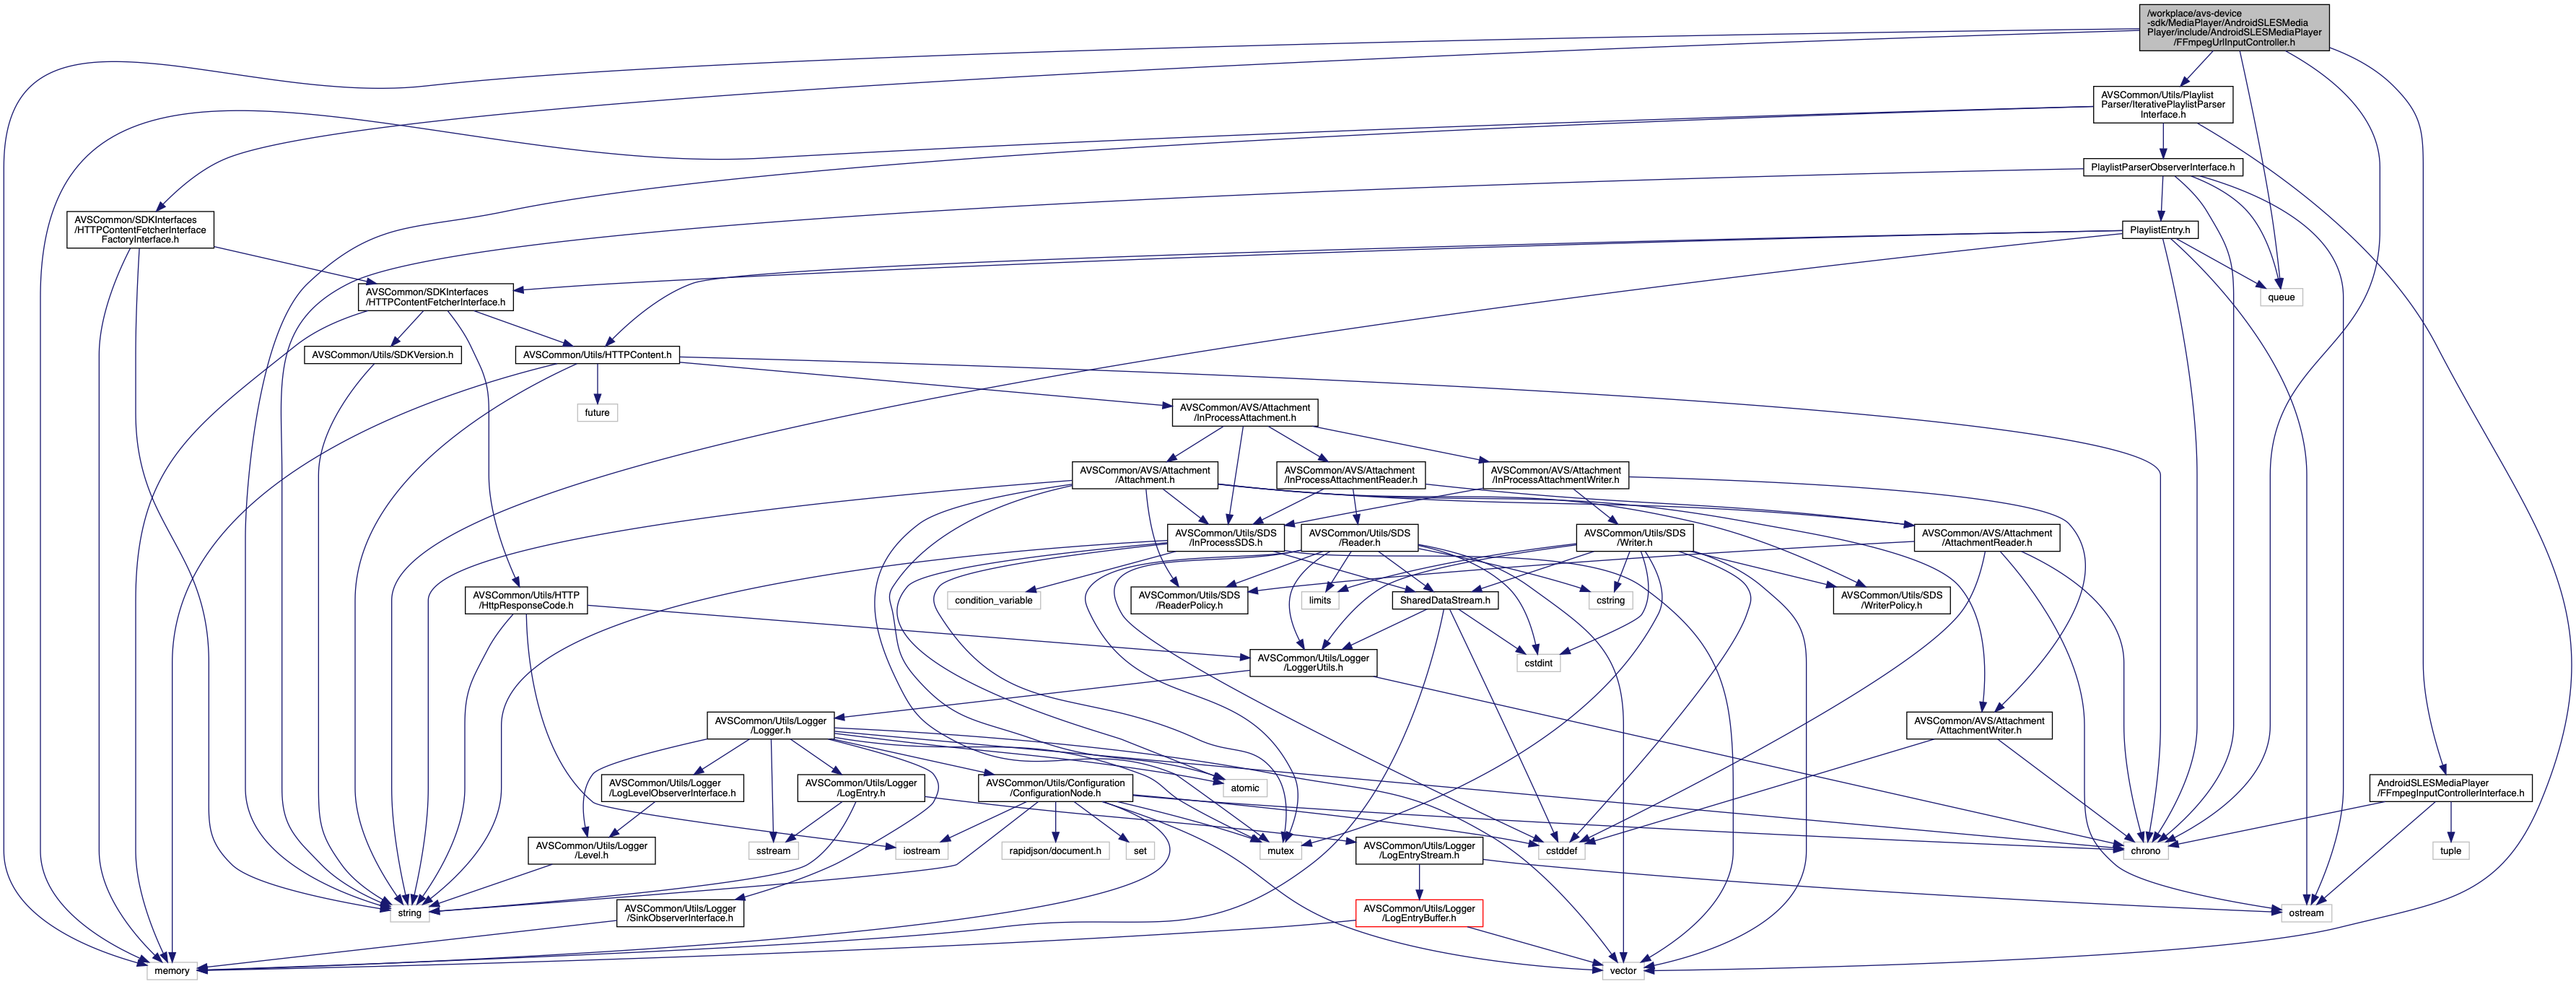 /workplace/avs-device
-sdk/MediaPlayer/AndroidSLESMedia
Player/include/AndroidSLESMediaPlayer
/FFmpegUrlInputController.h
AVSCommon/Utils/Playlist
Parser/IterativePlaylistParser
Interface.h
PlaylistParserObserverInterface.h
AVSCommon/SDKInterfaces
/HTTPContentFetcherInterface
FactoryInterface.h
PlaylistEntry.h
AVSCommon/SDKInterfaces
/HTTPContentFetcherInterface.h
queue
AVSCommon/Utils/SDKVersion.h
AVSCommon/Utils/HTTPContent.h
future
AVSCommon/AVS/Attachment
/InProcessAttachment.h
AVSCommon/AVS/Attachment
/Attachment.h
AVSCommon/AVS/Attachment
/InProcessAttachmentReader.h
AVSCommon/AVS/Attachment
/InProcessAttachmentWriter.h
AVSCommon/Utils/SDS
/InProcessSDS.h
AVSCommon/Utils/SDS
/Reader.h
AVSCommon/Utils/SDS
/Writer.h
AVSCommon/AVS/Attachment
/AttachmentReader.h
AVSCommon/Utils/HTTP
/HttpResponseCode.h
condition_variable
AVSCommon/Utils/SDS
/ReaderPolicy.h
limits
SharedDataStream.h
cstring
AVSCommon/Utils/SDS
/WriterPolicy.h
AVSCommon/Utils/Logger
/LoggerUtils.h
cstdint
AVSCommon/Utils/Logger
/Logger.h
AVSCommon/AVS/Attachment
/AttachmentWriter.h
AVSCommon/Utils/Logger
/LogLevelObserverInterface.h
AVSCommon/Utils/Logger
/LogEntry.h
AVSCommon/Utils/Configuration
/ConfigurationNode.h
atomic
AndroidSLESMediaPlayer
/FFmpegInputControllerInterface.h
AVSCommon/Utils/Logger
/Level.h
sstream
iostream
rapidjson/document.h
set
mutex
AVSCommon/Utils/Logger
/LogEntryStream.h
cstddef
chrono
tuple
string
AVSCommon/Utils/Logger
/SinkObserverInterface.h
AVSCommon/Utils/Logger
/LogEntryBuffer.h
ostream
memory
vector